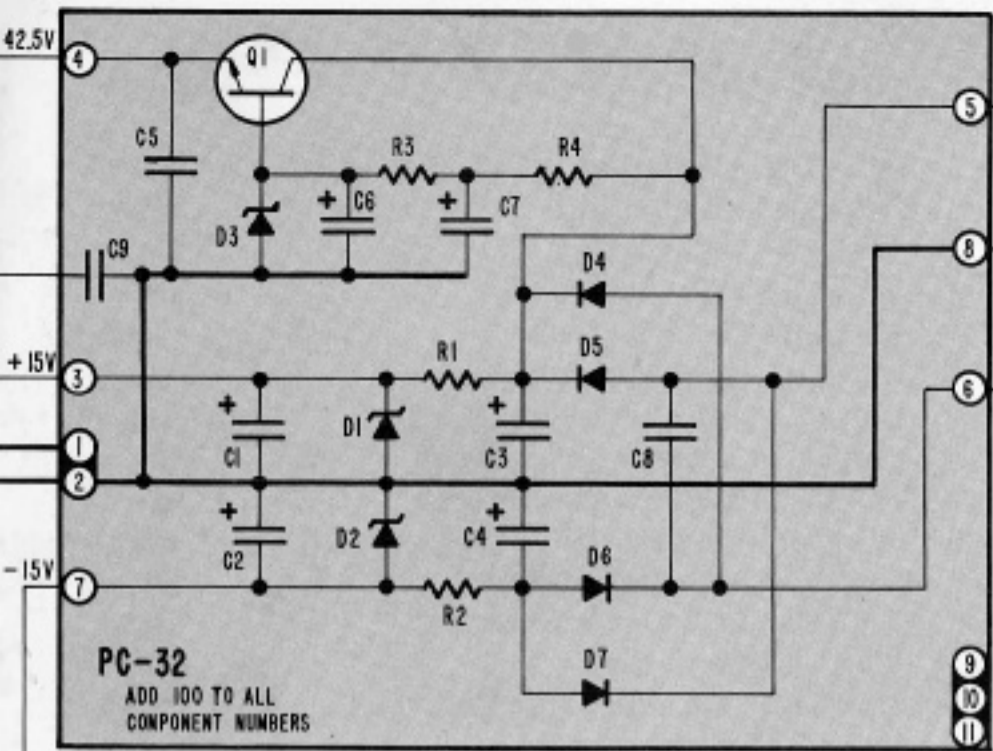 42.5V
4
Q1
5
C5
R3
R4
+
C6
+
C7
D3
C9
8
D4
+ 15V
3
R1
D5
6
+
C1
D1
+
C3
C8
1
2
+
C2
D2
+
C4
D6
- 15V
7
R2
D7
PC-32
ADD 100 TO ALL
COMPONENT NUMBERS
9
10
11